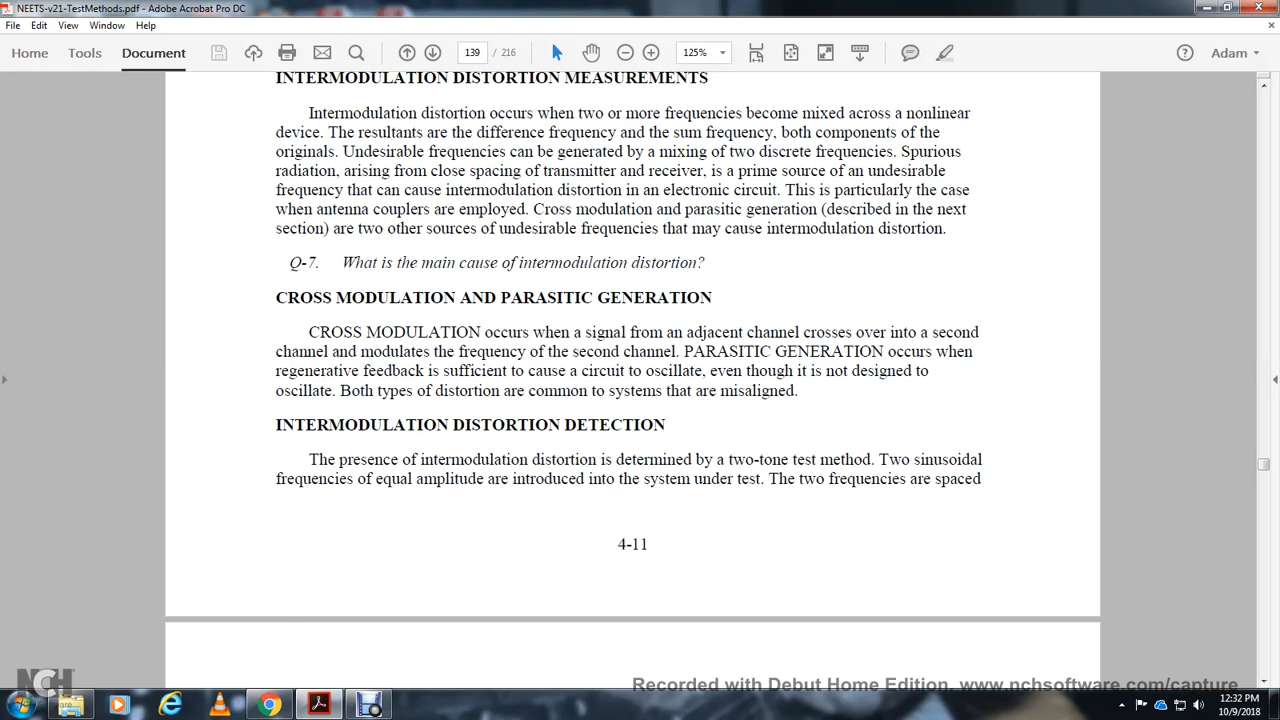 NEETS-v21-TestMethods.pdf - Adobe Acrobat Pro DC
File Edit View Window Help
Home Tools Document 139 / 216 125% Adam
INTERMODULATION DISTORTION MEASUREMENTS
Intermodulation distortion occurs when two or more frequencies become mixed across a nonlinear
device. The resultants are the difference frequency and the sum frequency, both components of the
originals. Undesirable frequencies can be generated by a mixing of two discrete frequencies. Spurious
radiation, arising from close spacing of transmitter and receiver, is a prime source of an undesirable
frequency that can cause intermodulation distortion in an electronic circuit. This is particularly the case
when antenna couplers are employed. Cross modulation and parasitic generation (described in the next
section) are two other sources of undesirable frequencies that may cause intermodulation distortion.
Q-7. What is the main cause of intermodulation distortion?
CROSS MODULATION AND PARASITIC GENERATION
CROSS MODULATION occurs when a signal from an adjacent channel crosses over into a second
channel and modulates the frequency of the second channel. PARASITIC GENERATION occurs when
regenerative feedback is sufficient to cause a circuit to oscillate, even though it is not designed to
oscillate. Both types of distortion are common to systems that are misaligned.
INTERMODULATION DISTORTION DETECTION
The presence of intermodulation distortion is determined by a two-tone test method. Two sinusoidal
frequencies of equal amplitude are introduced into the system under test. The two frequencies are spaced
4-11
NCH
Recorded with Debut Home Edition. www.nchsoftware.com/capture
12:32 PM
10/9/2018